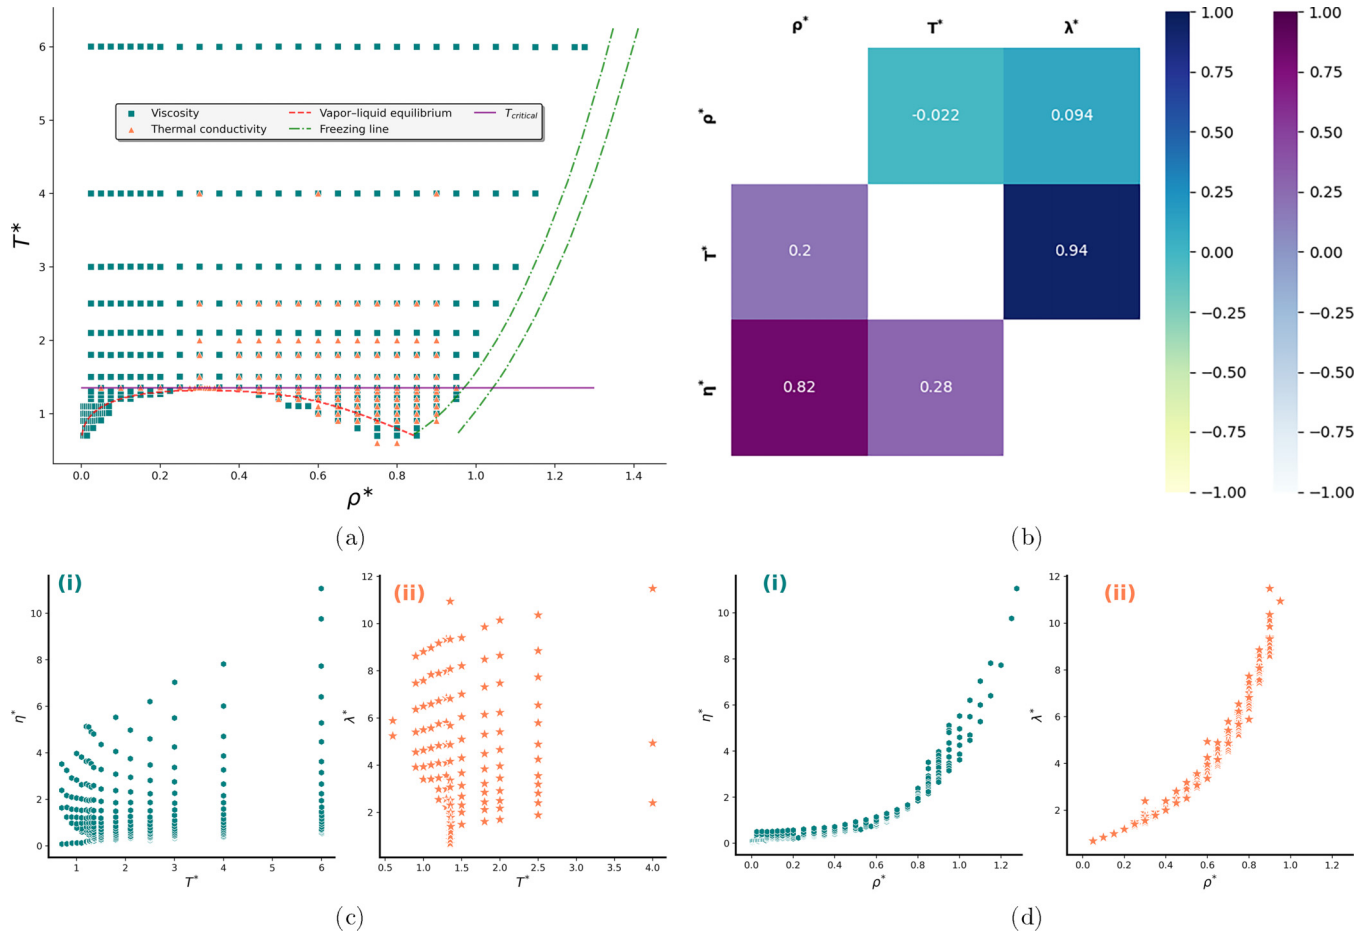 6
5
4
3
2
1
T*
0.0 0.2 0.4 0.6 0.8 1.0 1.2 1.4
ρ*
Viscosity
Thermal conductivity
Vapor–liquid equilibrium
Freezing line
T_critical
(a)
ρ* T* λ*
ρ* -0.022 0.094
T* 0.2 0.94
η* 0.82 0.28
1.00 1.00
0.75 0.75
0.50 0.50
0.25 0.25
0.00 0.00
−0.25 −0.25
−0.50 −0.50
−0.75 −0.75
−1.00 −1.00
(b)
(i)
10
8
6
4
2
0
η*
1 2 3 4 5 6
T*
(ii)
12
10
8
6
4
2
λ*
0.5 1.0 1.5 2.0 2.5 3.0 3.5 4.0
T*
(c)
(i)
10
8
6
4
2
0
η*
0.0 0.2 0.4 0.6 0.8 1.0 1.2
ρ*
(ii)
12
10
8
6
4
2
λ*
0.0 0.2 0.4 0.6 0.8 1.0 1.2
ρ*
(d)